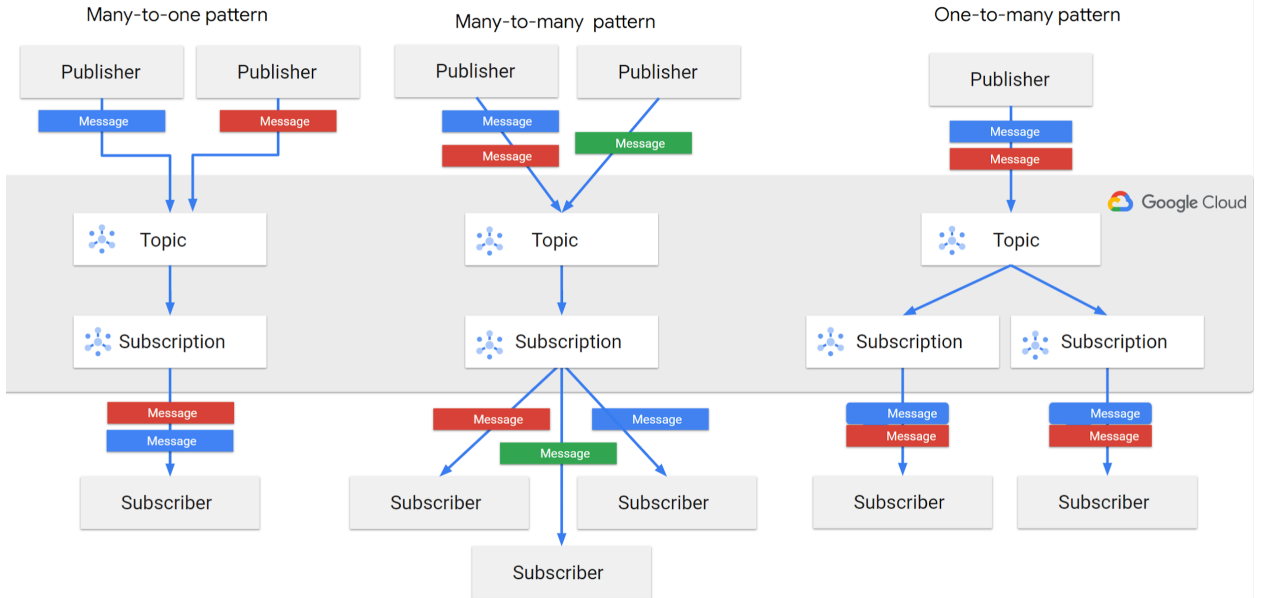 Many-to-one pattern
Publisher
Publisher
Message
Message
Topic
Subscription
Message
Message
Subscriber
Many-to-many pattern
Publisher
Publisher
Message
Message
Message
Topic
Subscription
Message
Message
Message
Subscriber
Subscriber
Subscriber
One-to-many pattern
Publisher
Message
Message
Google Cloud
Topic
Subscription
Subscription
Message
Message
Message
Message
Subscriber
Subscriber